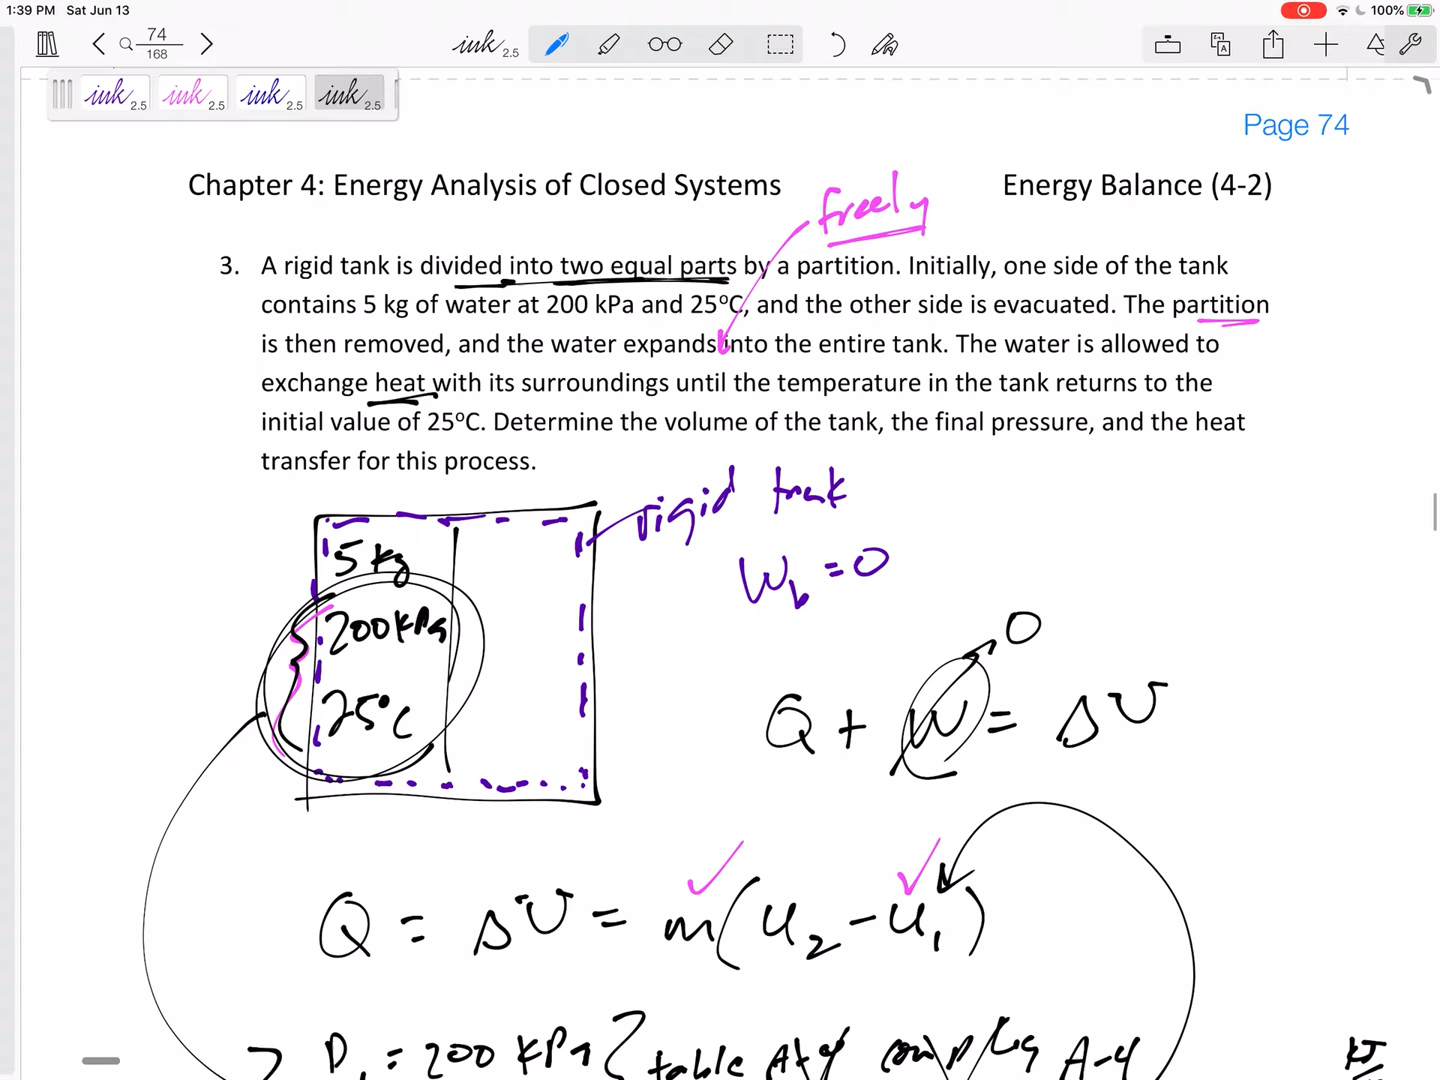 1:39 PM Sat Jun 13
100%
74
168
ink 2.5
ink 2.5
ink 2.5
ink 2.5
ink 2.5
Page 74
Chapter 4: Energy Analysis of Closed Systems Energy Balance (4-2)
freely
3. A rigid tank is divided into two equal parts by a partition. Initially, one side of the tank
contains 5 kg of water at 200 kPa and 25°C, and the other side is evacuated. The partition
is then removed, and the water expands into the entire tank. The water is allowed to
exchange heat with its surroundings until the temperature in the tank returns to the
initial value of 25°C. Determine the volume of the tank, the final pressure, and the heat
transfer for this process.
rigid tank
5 kg
W_b = 0
200 kPa
0
25°C
Q + W = ΔU
Q = ΔU = m(u₂ - u₁)
P₁ = 200 kPa } table A-4
kJ